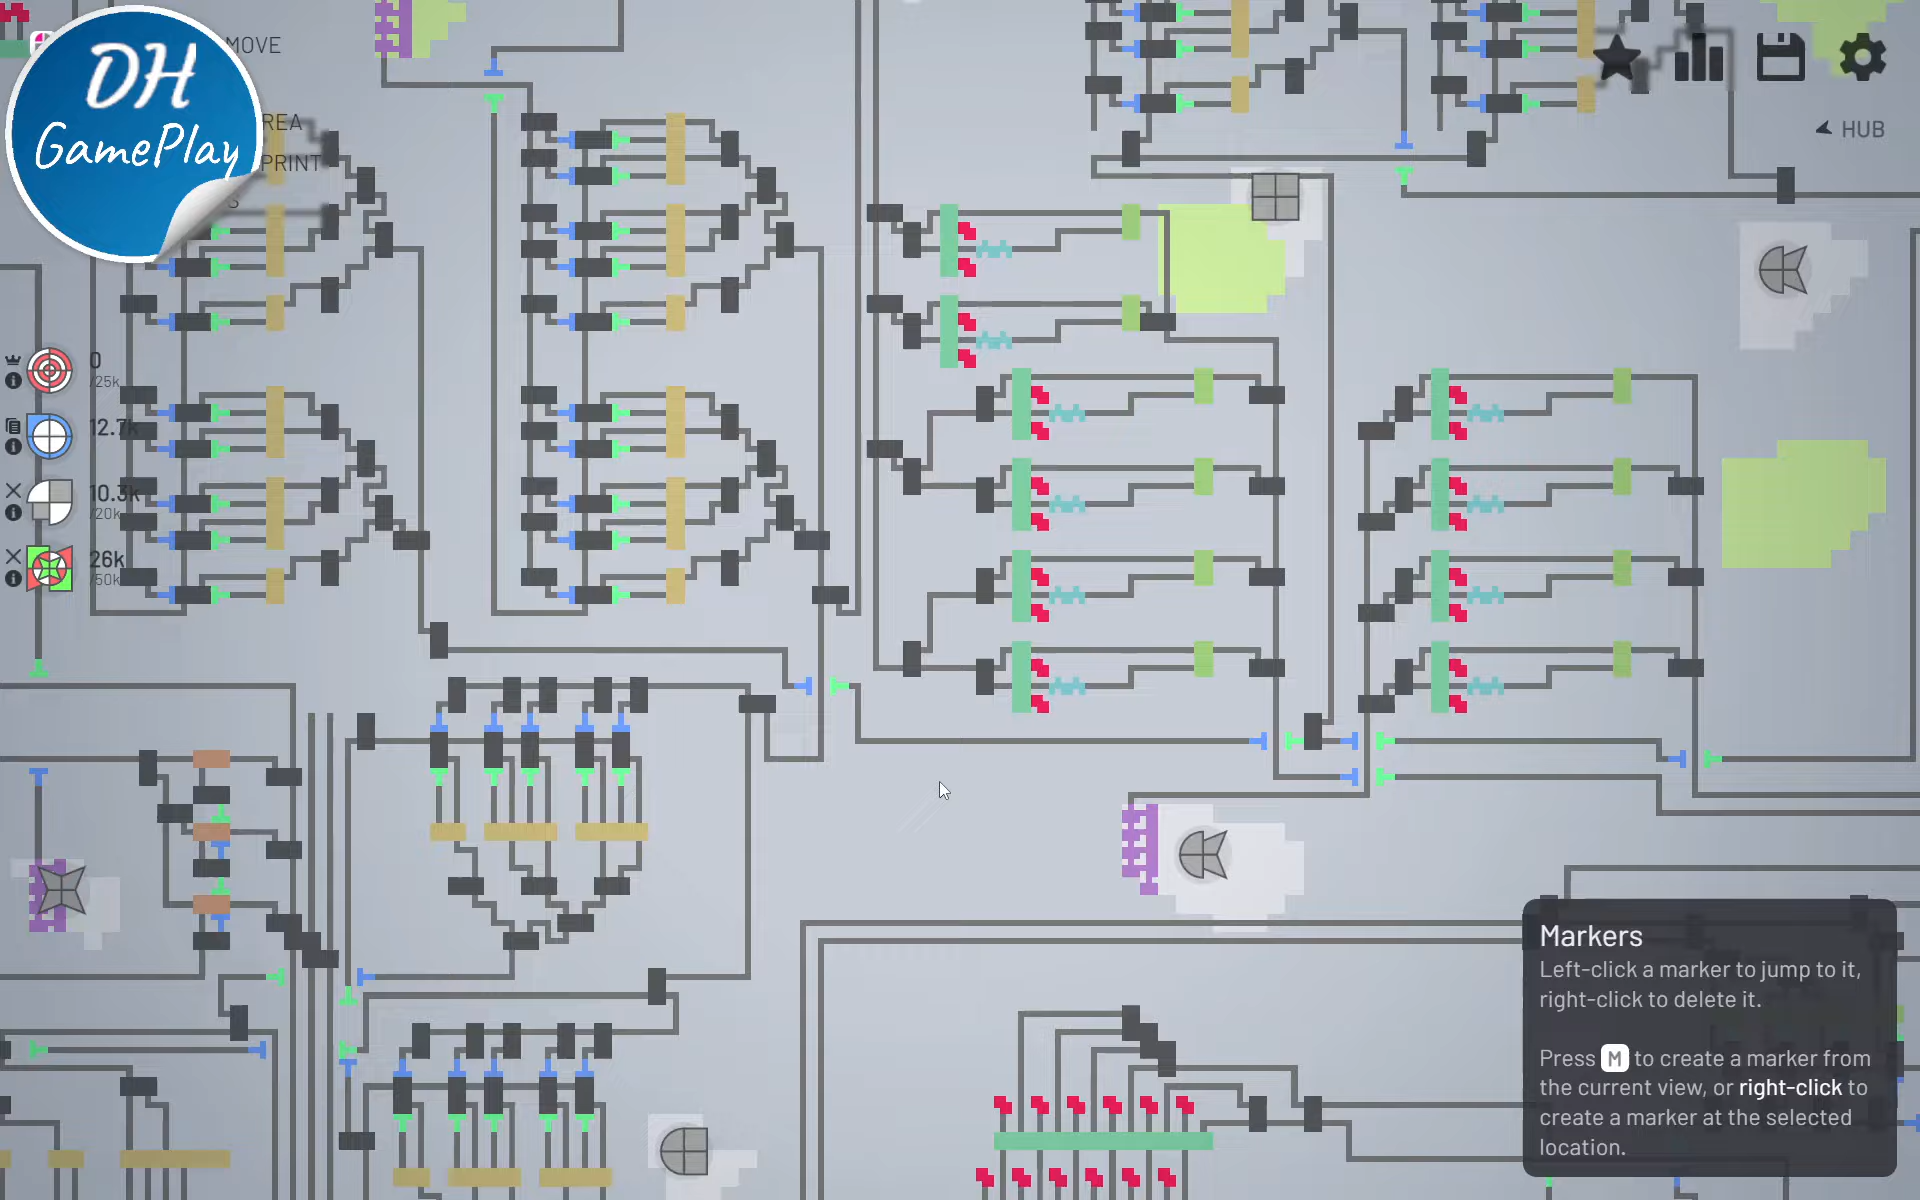 DH
GamePlay
MOVE
REA
PRINT
S
HUB
0
/25k
12.7k
10.3k
/20k
26k
/50k
Markers
Left-click a marker to jump to it,
right-click to delete it.
Press M to create a marker from
the current view, or right-click to
create a marker at the selected
location.